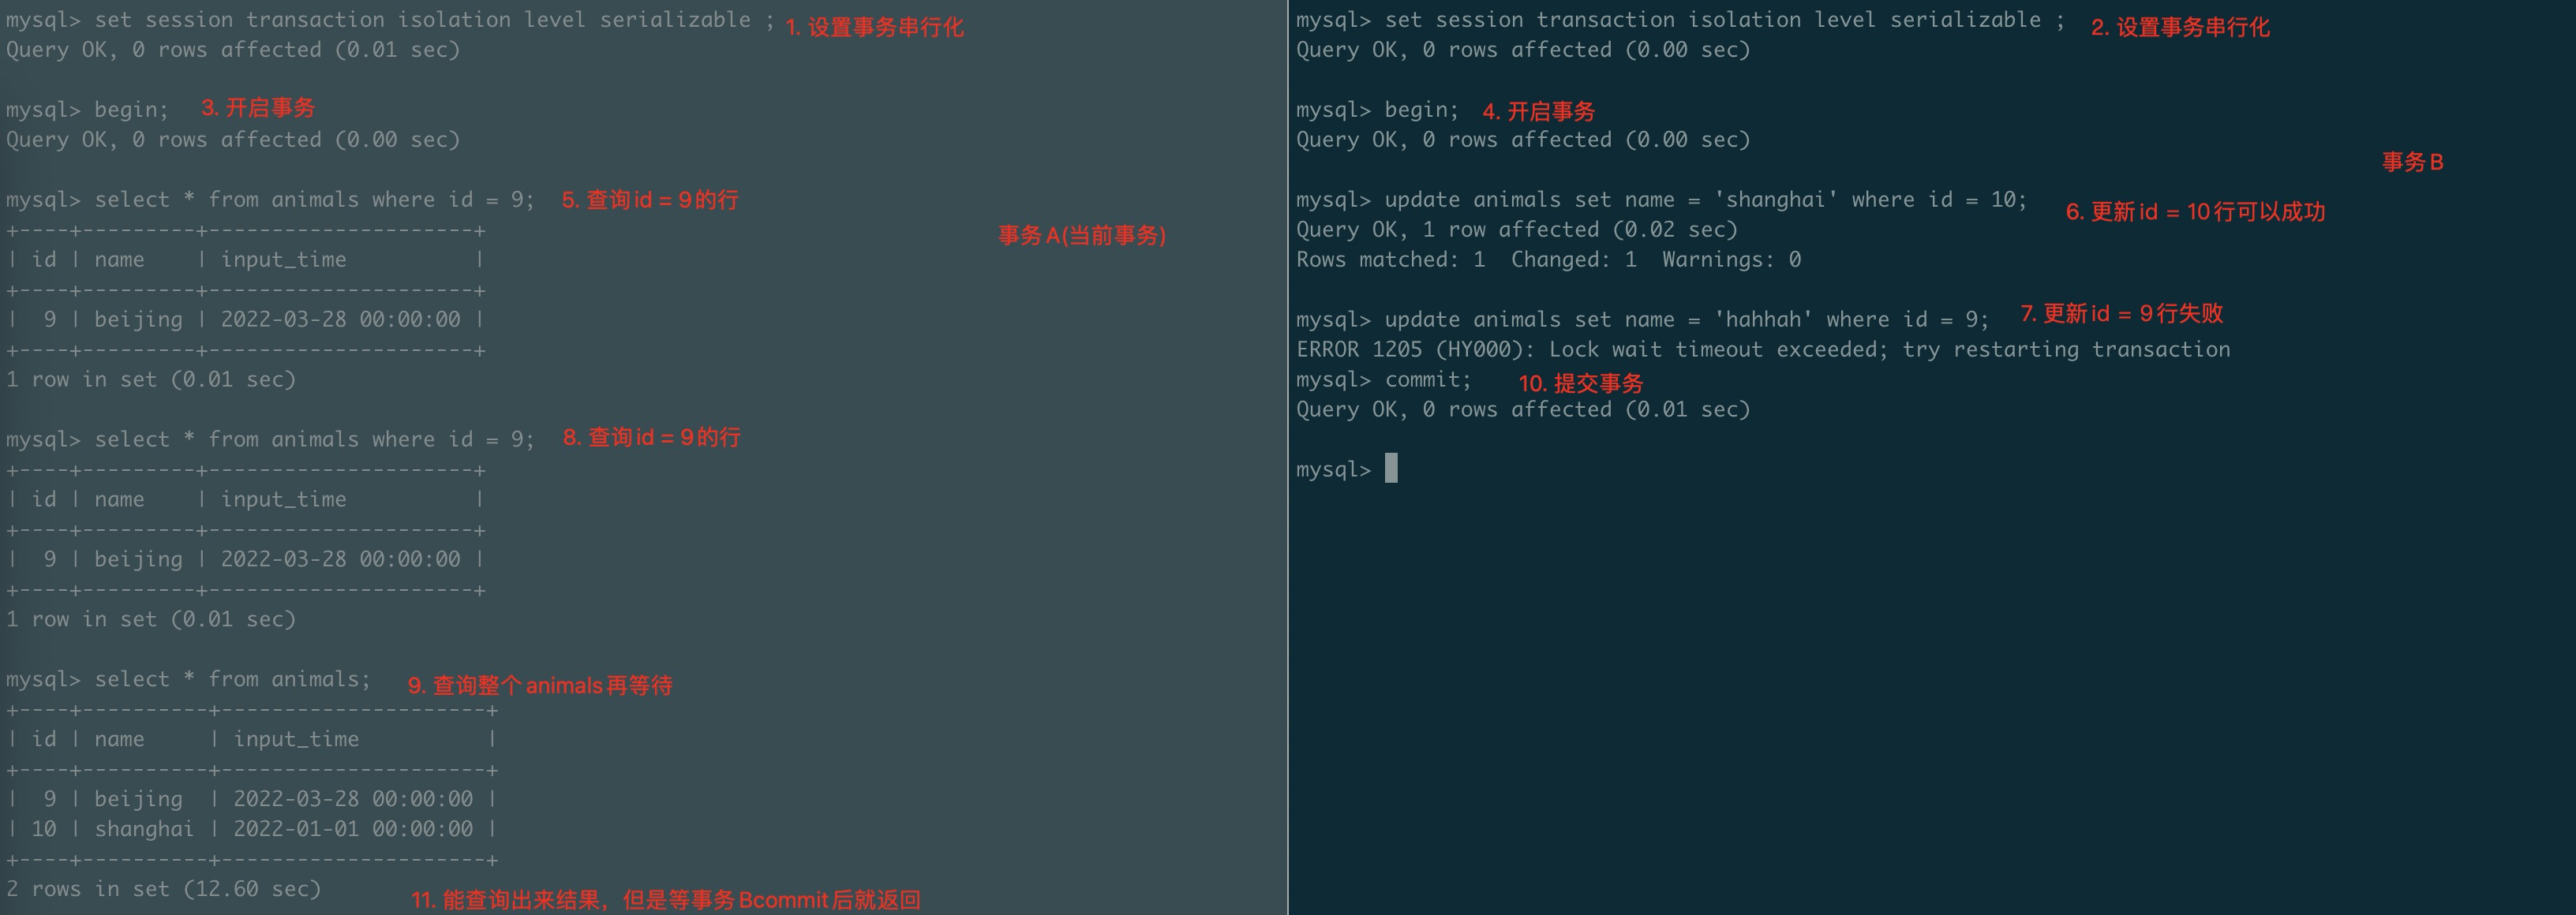 mysql> set session transaction isolation level serializable ; 1. 设置事务串行化
Query OK, 0 rows affected (0.01 sec)
mysql> begin; 3. 开启事务
Query OK, 0 rows affected (0.00 sec)
mysql> select * from animals where id = 9; 5. 查询id = 9的行
事务A(当前事务)
+----+---------+---------------------+
| id | name    | input_time          |
+----+---------+---------------------+
|  9 | beijing | 2022-03-28 00:00:00 |
+----+---------+---------------------+
1 row in set (0.01 sec)
mysql> select * from animals where id = 9; 8. 查询id = 9的行
+----+---------+---------------------+
| id | name    | input_time          |
+----+---------+---------------------+
|  9 | beijing | 2022-03-28 00:00:00 |
+----+---------+---------------------+
1 row in set (0.01 sec)
mysql> select * from animals; 9. 查询整个animals再等待
+----+----------+---------------------+
| id | name     | input_time          |
+----+----------+---------------------+
|  9 | beijing  | 2022-03-28 00:00:00 |
| 10 | shanghai | 2022-01-01 00:00:00 |
+----+----------+---------------------+
2 rows in set (12.60 sec)
11. 能查询出来结果，但是等事务Bcommit后就返回
mysql> set session transaction isolation level serializable ; 2. 设置事务串行化
Query OK, 0 rows affected (0.00 sec)
mysql> begin; 4. 开启事务
Query OK, 0 rows affected (0.00 sec)
事务B
mysql> update animals set name = 'shanghai' where id = 10; 6. 更新id = 10行可以成功
Query OK, 1 row affected (0.02 sec)
Rows matched: 1  Changed: 1  Warnings: 0
mysql> update animals set name = 'hahhah' where id = 9; 7. 更新id = 9行失败
ERROR 1205 (HY000): Lock wait timeout exceeded; try restarting transaction
mysql> commit; 10. 提交事务
Query OK, 0 rows affected (0.01 sec)
mysql>